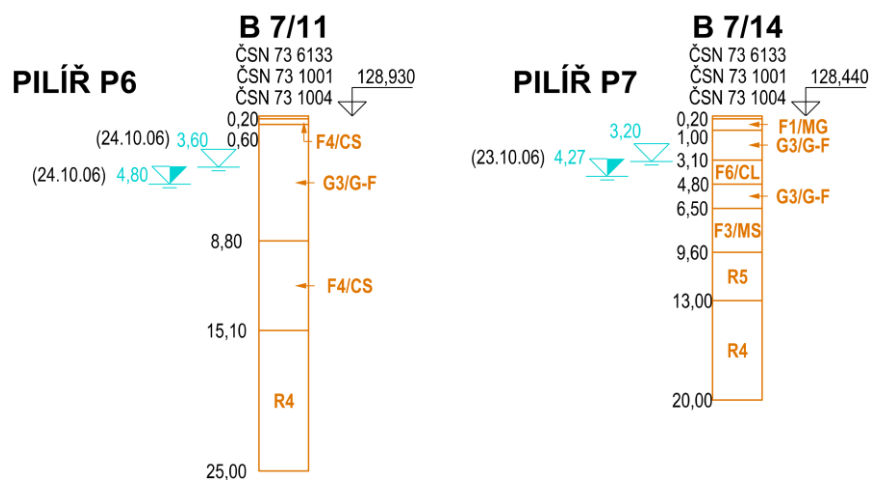 B 7/11
ČSN 73 6133
ČSN 73 1001
ČSN 73 1004
PILÍŘ P6
128,930
0,20
0,60
F4/CS
(24.10.06) 3,60
(24.10.06) 4,80
G3/G-F
8,80
F4/CS
15,10
R4
25,00
B 7/14
ČSN 73 6133
ČSN 73 1001
ČSN 73 1004
PILÍŘ P7
128,440
0,20
F1/MG
1,00
G3/G-F
3,20
(23.10.06) 4,27
3,10
F6/CL
4,80
G3/G-F
6,50
F3/MS
9,60
R5
13,00
R4
20,00